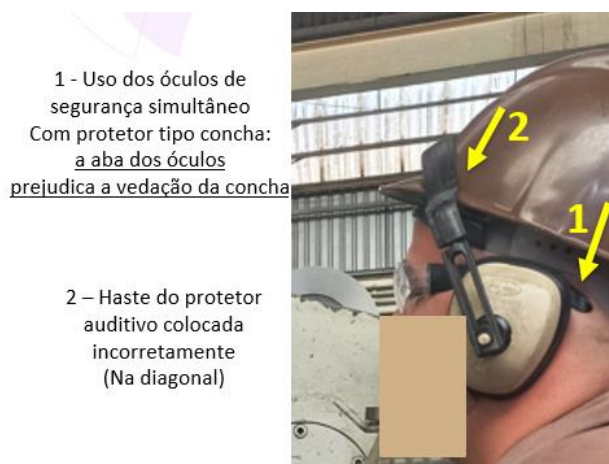 1 - Uso dos óculos de
segurança simultâneo
Com protetor tipo concha:
a aba dos óculos
prejudica a vedação da concha
2 – Haste do protetor
auditivo colocada
incorretamente
(Na diagonal)
2
1